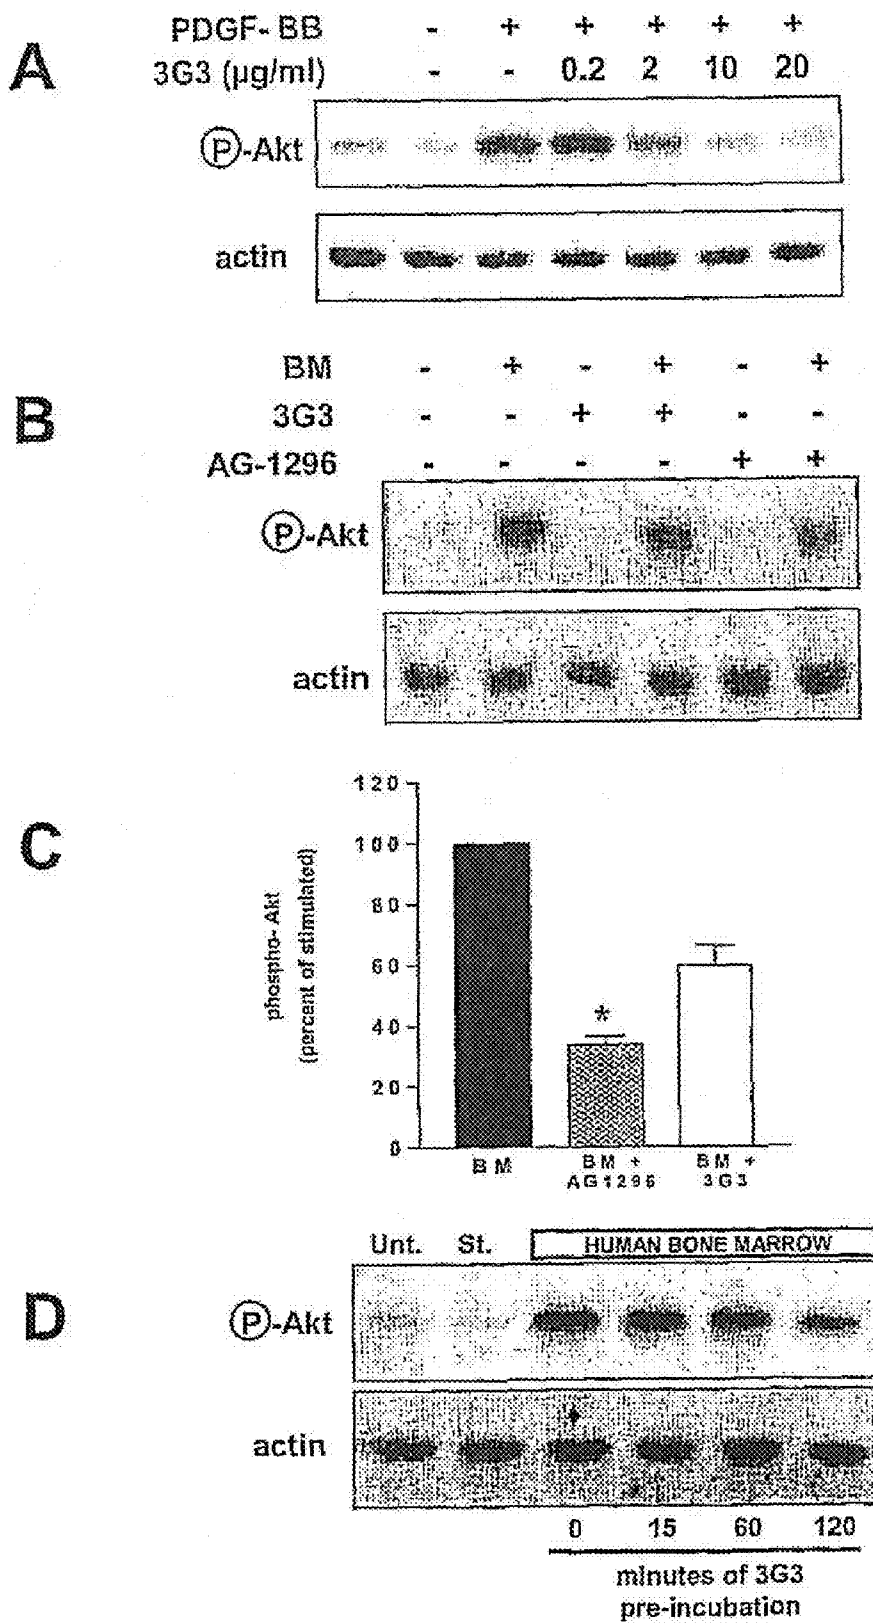 A
PDGF- BB - + + + + +
3G3 (µg/ml) - - 0.2 2 10 20
Ⓟ-Akt
actin
B
BM - + - + - +
3G3 - - + + - -
AG-1296 - - - - + +
Ⓟ-Akt
actin
C
phospho- Akt
(percent of stimulated)
120
100
80
60
40
20
0
*
BM
BM +
AG1296
BM +
3G3
D
Unt. St. HUMAN BONE MARROW
Ⓟ-Akt
actin
0 15 60 120
minutes of 3G3
pre-incubation